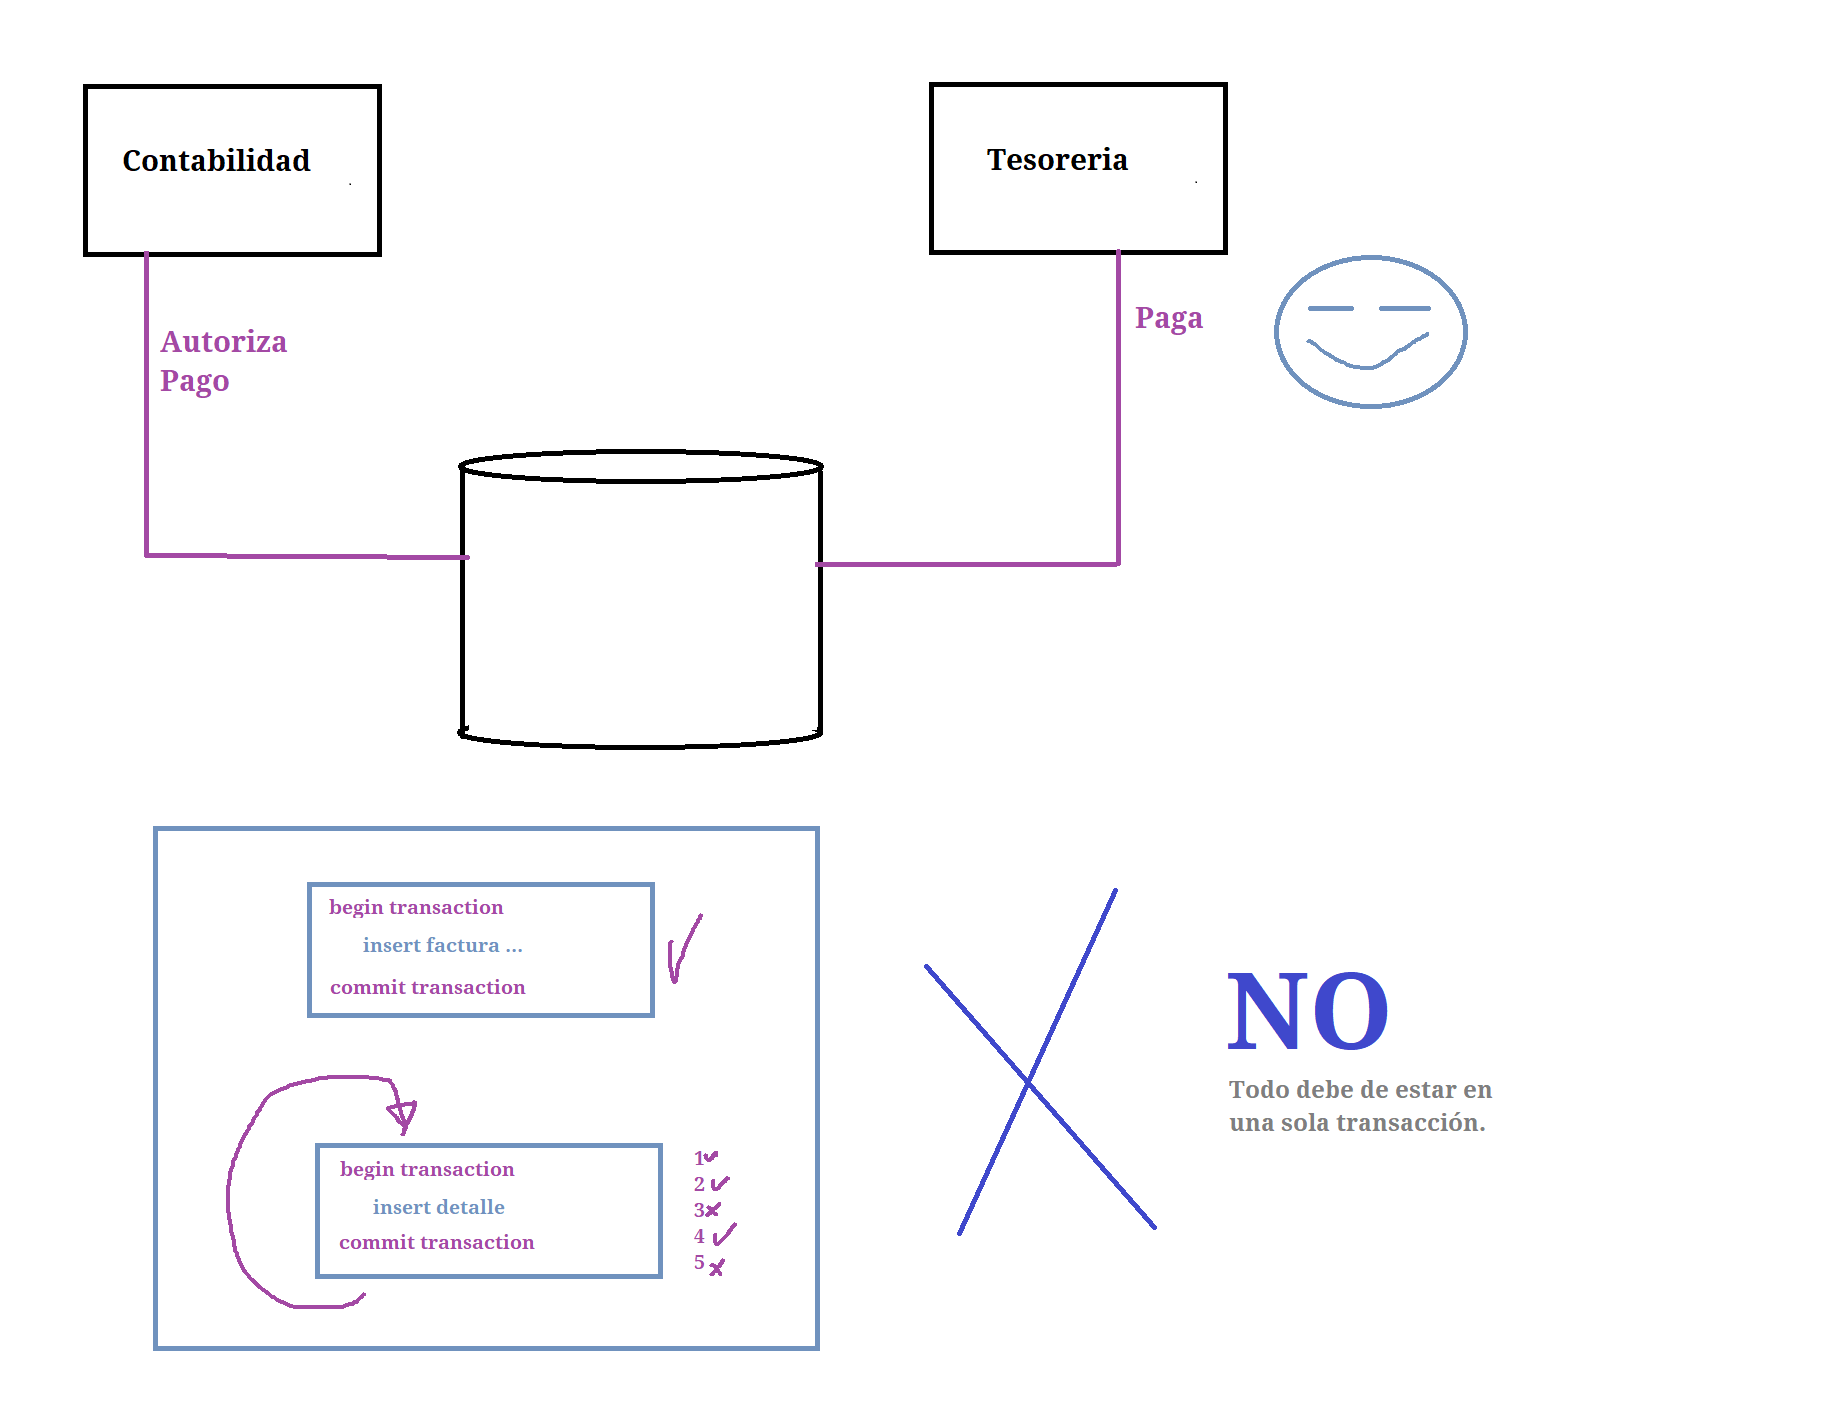 Contabilidad
Tesoreria
Autoriza
Pago
Paga
begin transaction
insert factura ...
commit transaction
begin transaction
insert detalle
commit transaction
1
2
3
4
5
NO
Todo debe de estar en
una sola transacción.